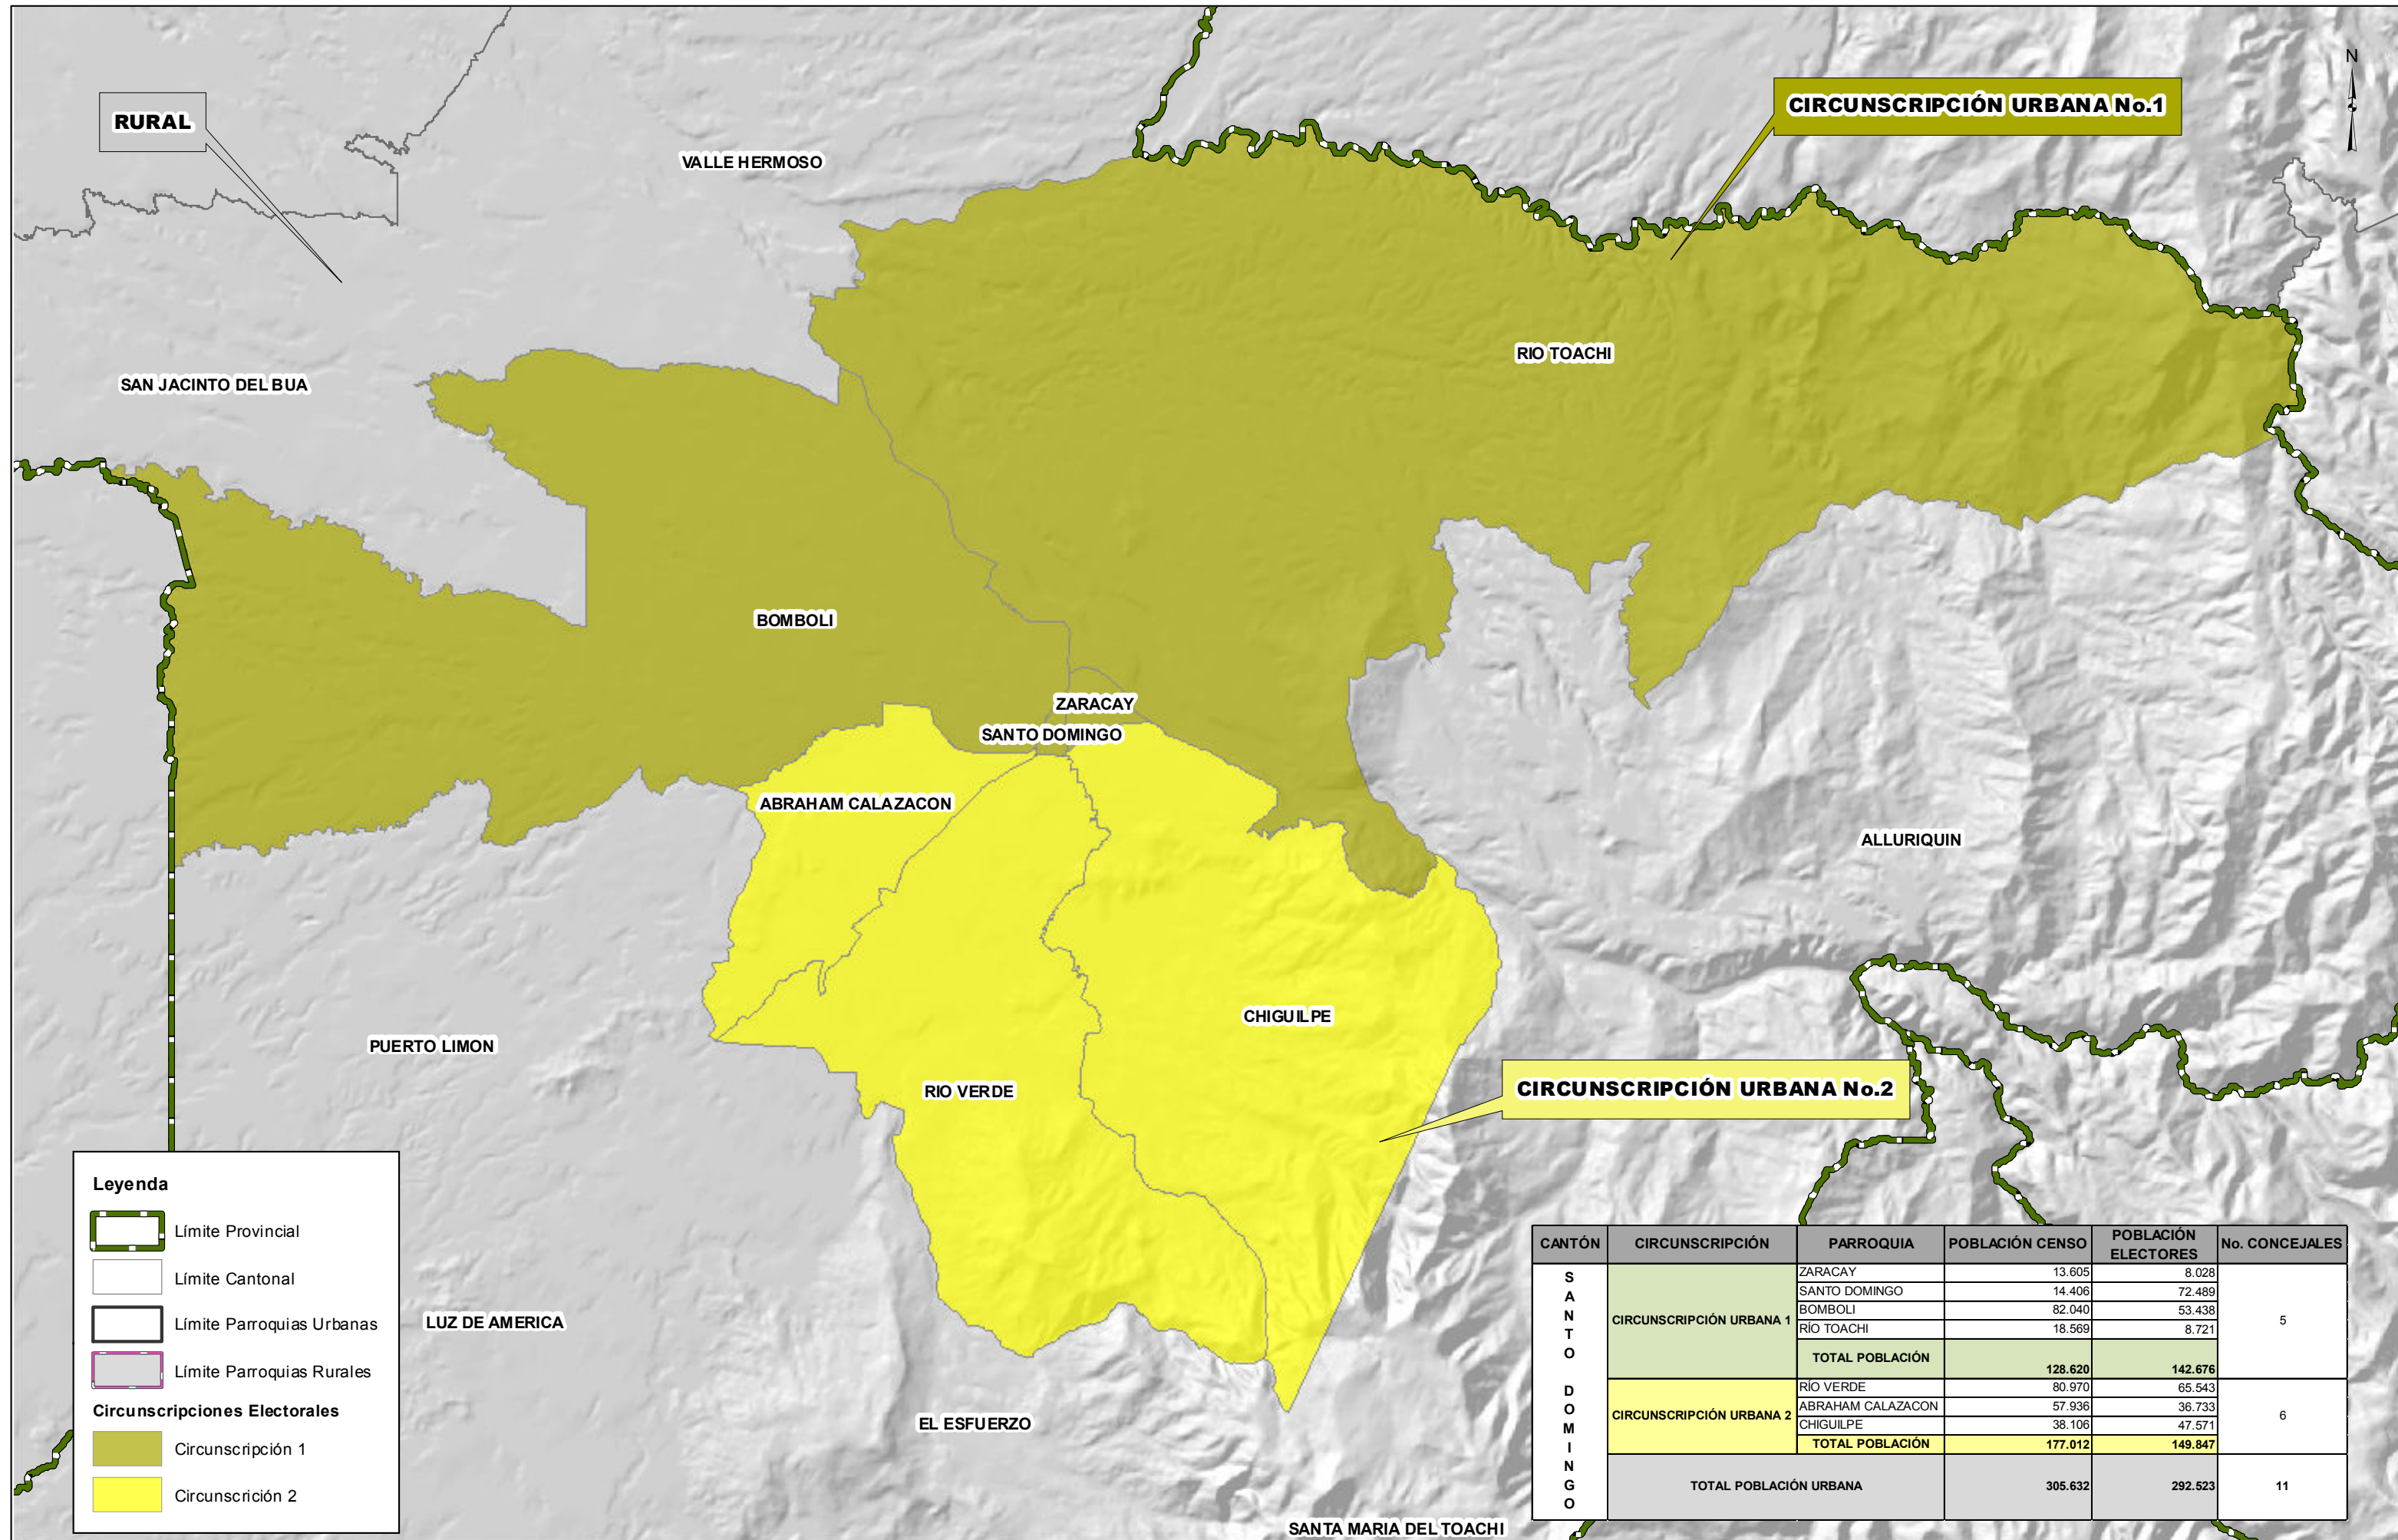 N
RURAL
CIRCUNSCRIPCIÓN URBANA No.1
VALLE HERMOSO
RIO TOACHI
SAN JACINTO DEL BUA
BOMBOLI
ZARACAY
SANTO DOMINGO
ABRAHAM CALAZACON
ALLURIQUIN
CHIGUILPE
PUERTO LIMON
RIO VERDE
CIRCUNSCRIPCIÓN URBANA No.2
LUZ DE AMERICA
EL ESFUERZO
SANTA MARIA DEL TOACHI
Leyenda
Límite Provincial
Límite Cantonal
Límite Parroquias Urbanas
Límite Parroquias Rurales
Circunscripciones Electorales
Circunscripción 1
Circunscrición 2
CANTÓN CIRCUNSCRIPCIÓN PARROQUIA POBLACIÓN CENSO POBLACIÓN ELECTORES No. CONCEJALES
SANTO DOMINGO
CIRCUNSCRIPCIÓN URBANA 1
ZARACAY 13.605 8.028
SANTO DOMINGO 14.406 72.489
BOMBOLI 82.040 53.438
RÍO TOACHI 18.569 8.721
TOTAL POBLACIÓN 128.620 142.676
5
CIRCUNSCRIPCIÓN URBANA 2
RÍO VERDE 80.970 65.543
ABRAHAM CALAZACON 57.936 36.733
CHIGUILPE 38.106 47.571
TOTAL POBLACIÓN 177.012 149.847
6
TOTAL POBLACIÓN URBANA 305.632 292.523 11